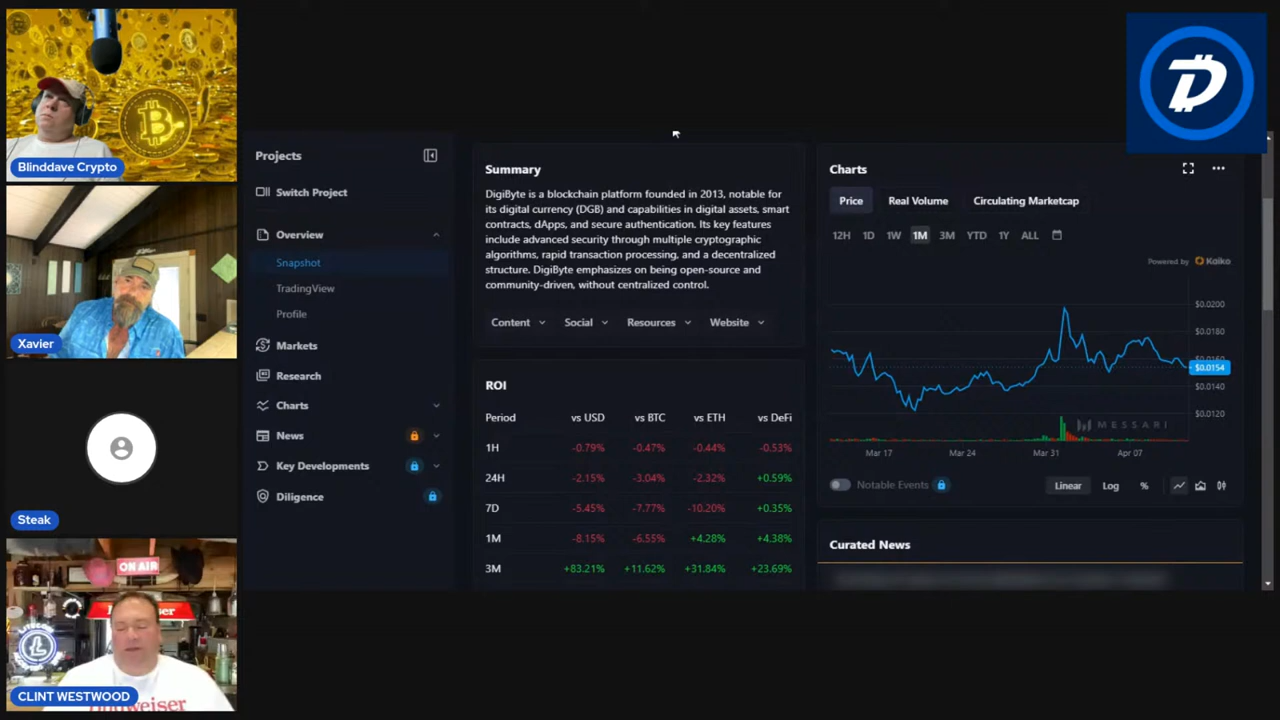 Blinddave Crypto
Xavier
Steak
ON AIR
CLINT WESTWOOD
Projects
Switch Project
Overview
Snapshot
TradingView
Profile
Markets
Research
Charts
News
Key Developments
Diligence
Summary
DigiByte is a blockchain platform founded in 2013, notable for
its digital currency (DGB) and capabilities in digital assets, smart
contracts, dApps, and secure authentication. Its key features
include advanced security through multiple cryptographic
algorithms, rapid transaction processing, and a decentralized
structure. DigiByte emphasizes on being open-source and
community-driven, without centralized control.
Content Social Resources Website
ROI
Period vs USD vs BTC vs ETH vs DeFi
1H -0.79% -0.47% -0.44% -0.53%
24H -2.15% -3.04% -2.32% +0.59%
7D -5.45% -7.77% -10.20% +0.35%
1M -8.15% -6.55% +4.28% +4.38%
3M +83.21% +11.62% +31.84% +23.69%
Charts
Price Real Volume Circulating Marketcap
12H 1D 1W 1M 3M YTD 1Y ALL
Powered by Kaiko
$0.0200
$0.0180
$0.0154
$0.0140
$0.0120
MESSARI
Mar 17 Mar 24 Mar 31 Apr 07
Notable Events Linear Log %
Curated News